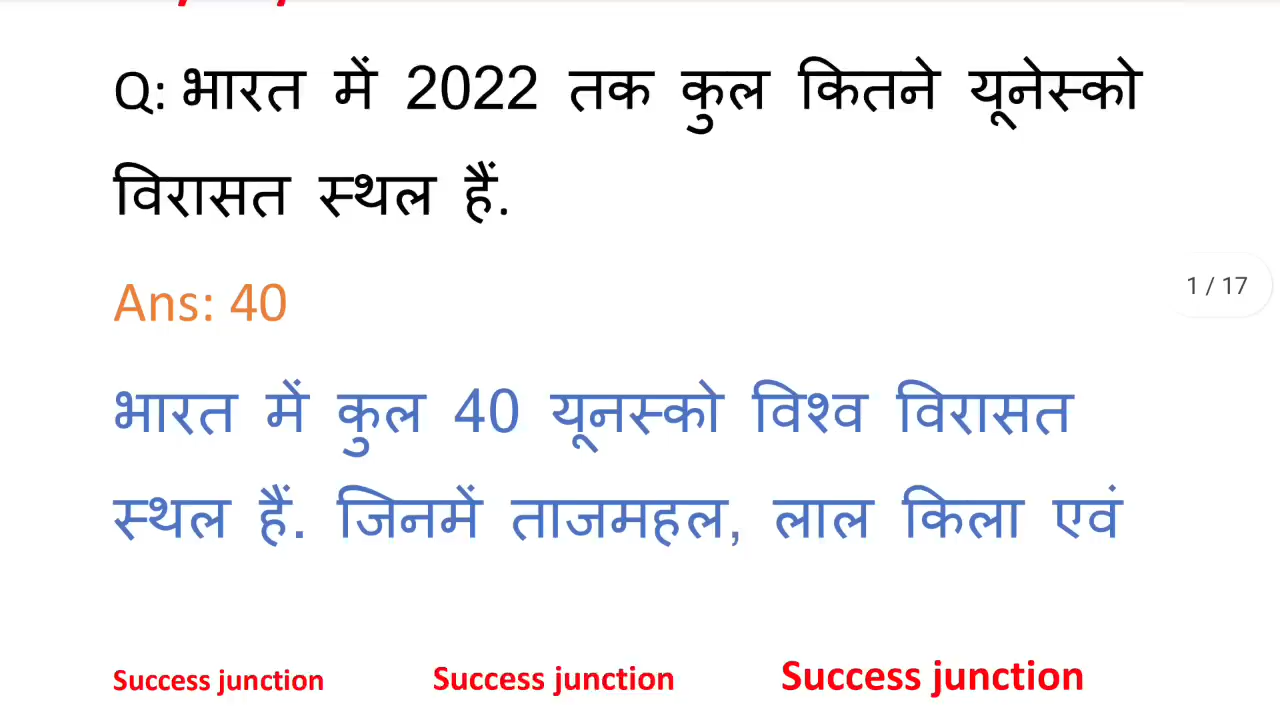 Q: भारत में 2022 तक कुल कितने यूनेस्को
विरासत स्थल हैं.
Ans: 40
1 / 17
भारत में कुल 40 यूनस्को विश्व विरासत
स्थल हैं. जिनमें ताजमहल, लाल किला एवं
Success junction Success junction Success junction